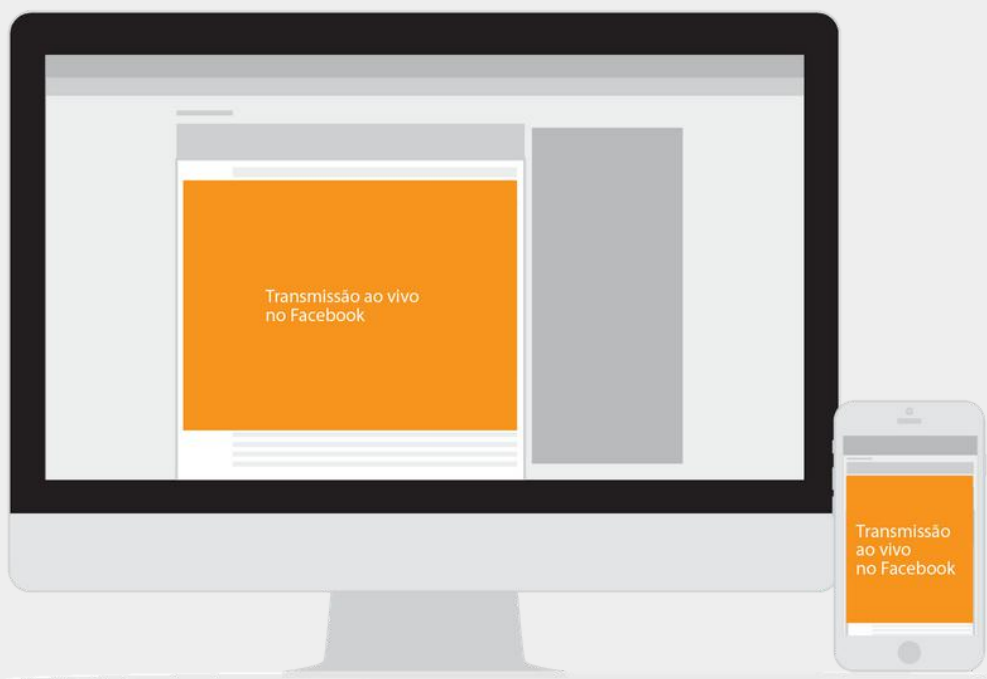 Transmissão ao vivo
no Facebook
Transmissão
ao vivo
no Facebook